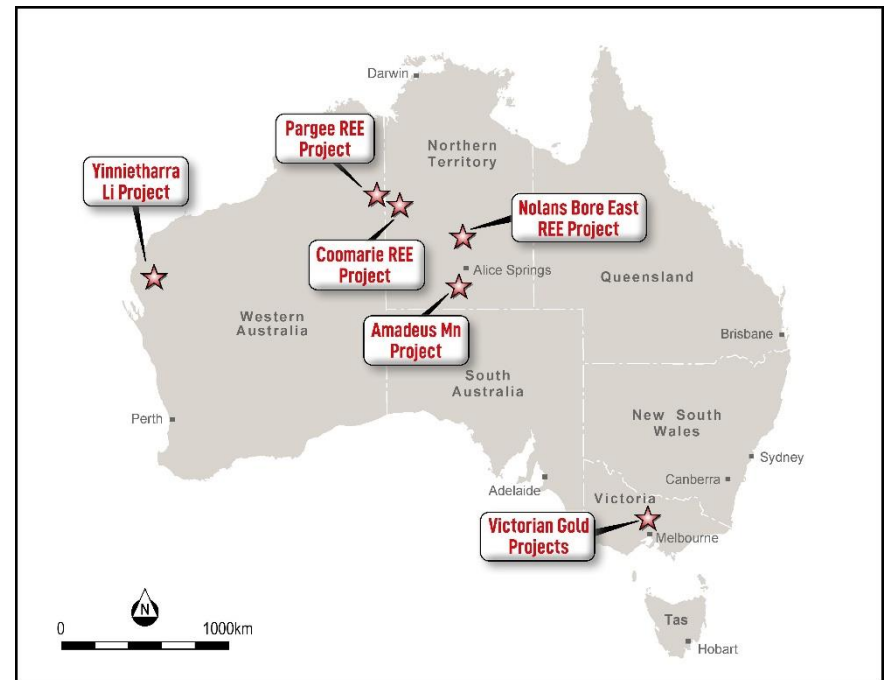 Darwin
Pargee REE
Project
Northern
Territory
Yinnietharra
Li Project
Nolans Bore East
REE Project
Coomarie REE
Project
Alice Springs
Queensland
Western
Australia
Amadeus Mn
Project
Brisbane
South
Australia
Perth
New South
Wales
Sydney
Canberra
Adelaide
Victoria
Victorian Gold
Projects
Melbourne
N
0 1000km
Tas
Hobart